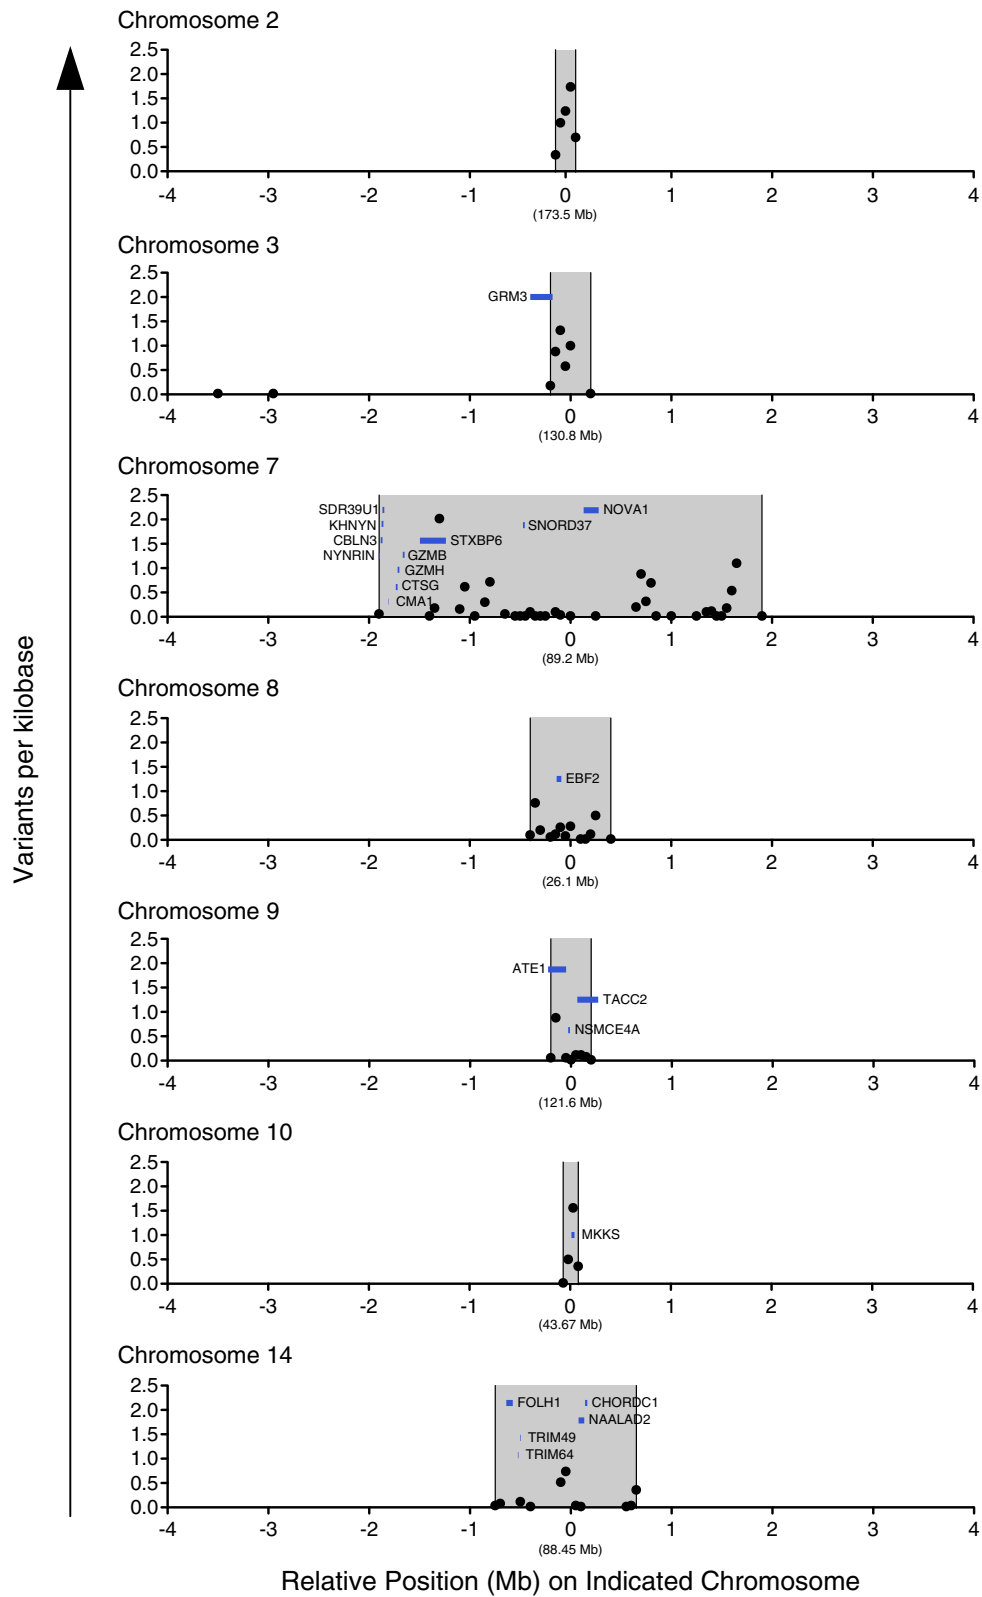 Chromosome 2
2.5
2.0
1.5
1.0
0.5
0.0
-4 -3 -2 -1 0 1 2 3 4
(173.5 Mb)
Chromosome 3
2.5
2.0
1.5
1.0
0.5
0.0
GRM3
-4 -3 -2 -1 0 1 2 3 4
(130.8 Mb)
Chromosome 7
2.5
2.0
1.5
1.0
0.5
0.0
SDR39U1 NOVA1
KHNYN SNORD37
CBLN3 STXBP6
NYNRIN GZMB
GZMH
CTSG
CMA1
-4 -3 -2 -1 0 1 2 3 4
(89.2 Mb)
Chromosome 8
2.5
2.0
1.5
1.0
0.5
0.0
EBF2
-4 -3 -2 -1 0 1 2 3 4
(26.1 Mb)
Chromosome 9
2.5
2.0
1.5
1.0
0.5
0.0
ATE1
TACC2
NSMCE4A
-4 -3 -2 -1 0 1 2 3 4
(121.6 Mb)
Chromosome 10
2.5
2.0
1.5
1.0
0.5
0.0
MKKS
-4 -3 -2 -1 0 1 2 3 4
(43.67 Mb)
Chromosome 14
2.5
2.0
1.5
1.0
0.5
0.0
FOLH1 CHORDC1
NAALAD2
TRIM49
TRIM64
-4 -3 -2 -1 0 1 2 3 4
(88.45 Mb)
Variants per kilobase
Relative Position (Mb) on Indicated Chromosome